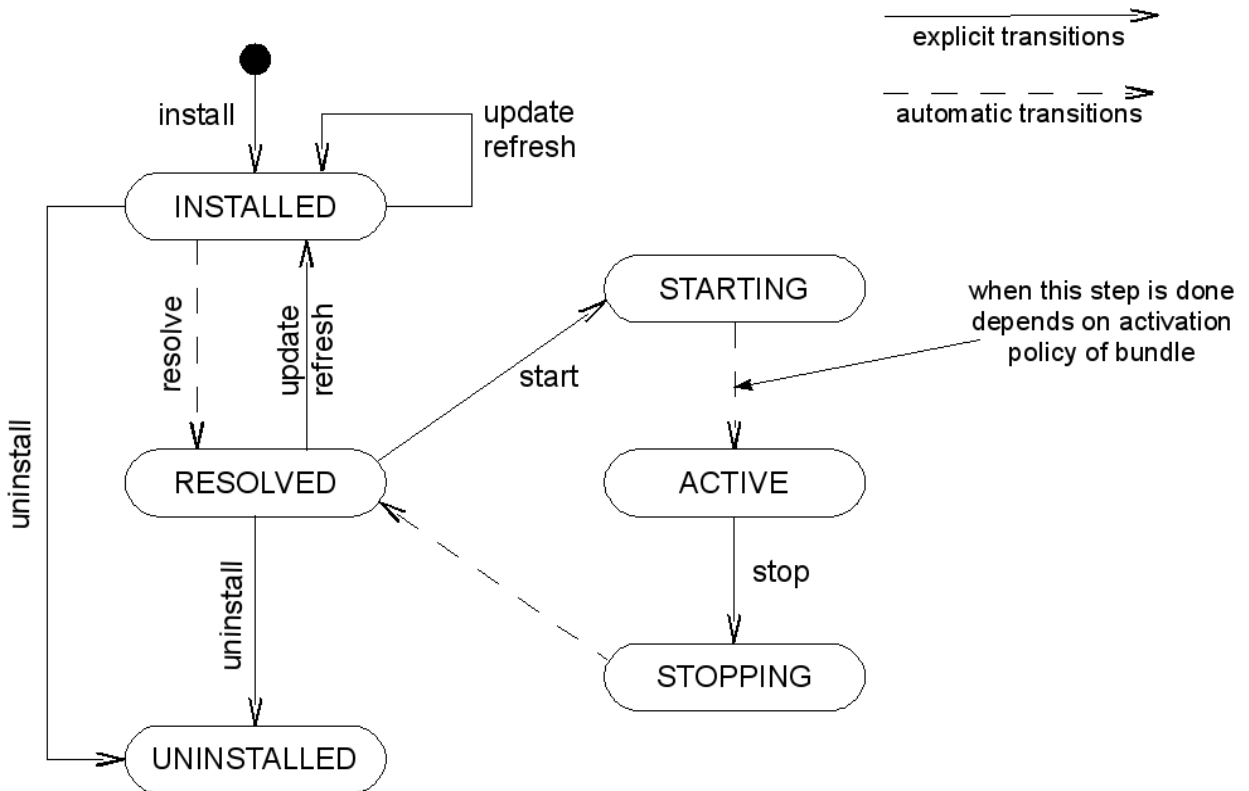 explicit transitions
automatic transitions
install
update
refresh
INSTALLED
resolve
update
refresh
STARTING
when this step is done
depends on activation
policy of bundle
start
uninstall
RESOLVED
ACTIVE
uninstall
stop
STOPPING
UNINSTALLED